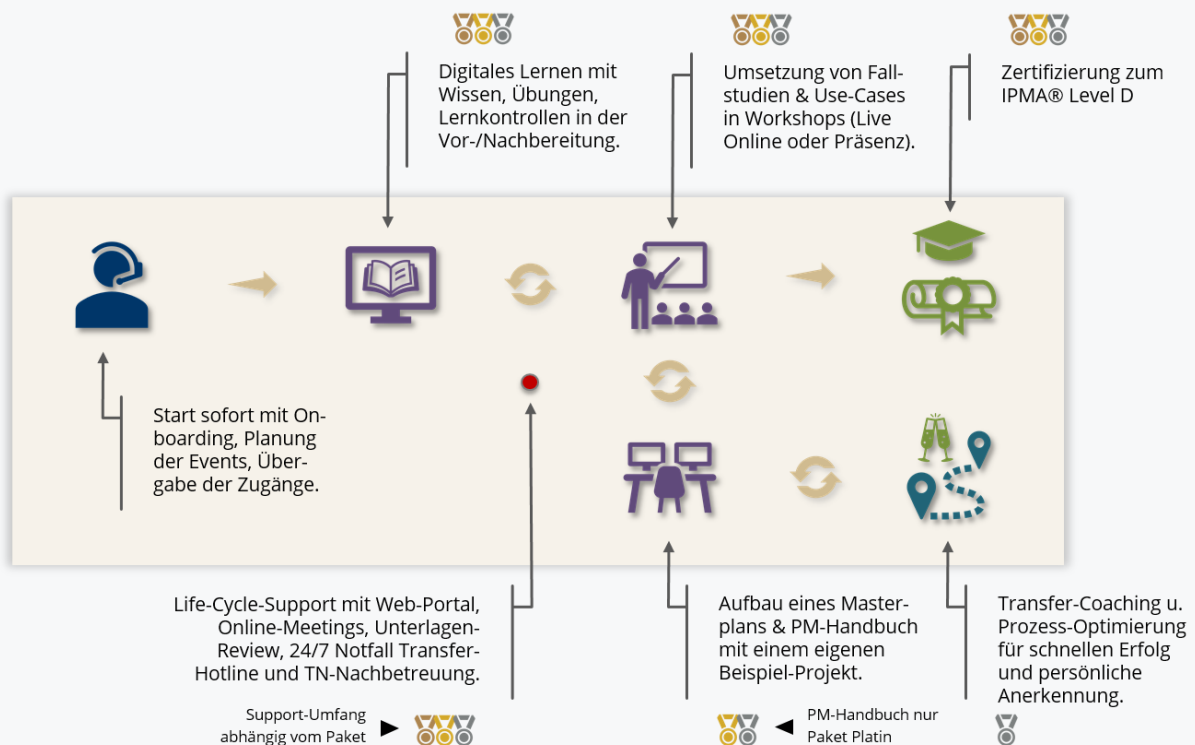 Digitales Lernen mit
Wissen, Übungen,
Lernkontrollen in der
Vor-/Nachbereitung.
Umsetzung von Fall-
studien & Use-Cases
in Workshops (Live
Online oder Präsenz).
Zertifizierung zum
IPMA® Level D
Start sofort mit On-
boarding, Planung
der Events, Über-
gabe der Zugänge.
Life-Cycle-Support mit Web-Portal,
Online-Meetings, Unterlagen-
Review, 24/7 Notfall Transfer-
Hotline und TN-Nachbetreuung.
Support-Umfang
abhängig vom Paket
Aufbau eines Master-
plans & PM-Handbuch
mit einem eigenen
Beispiel-Projekt.
PM-Handbuch nur
Paket Platin
Transfer-Coaching u.
Prozess-Optimierung
für schnellen Erfolg
und persönliche
Anerkennung.